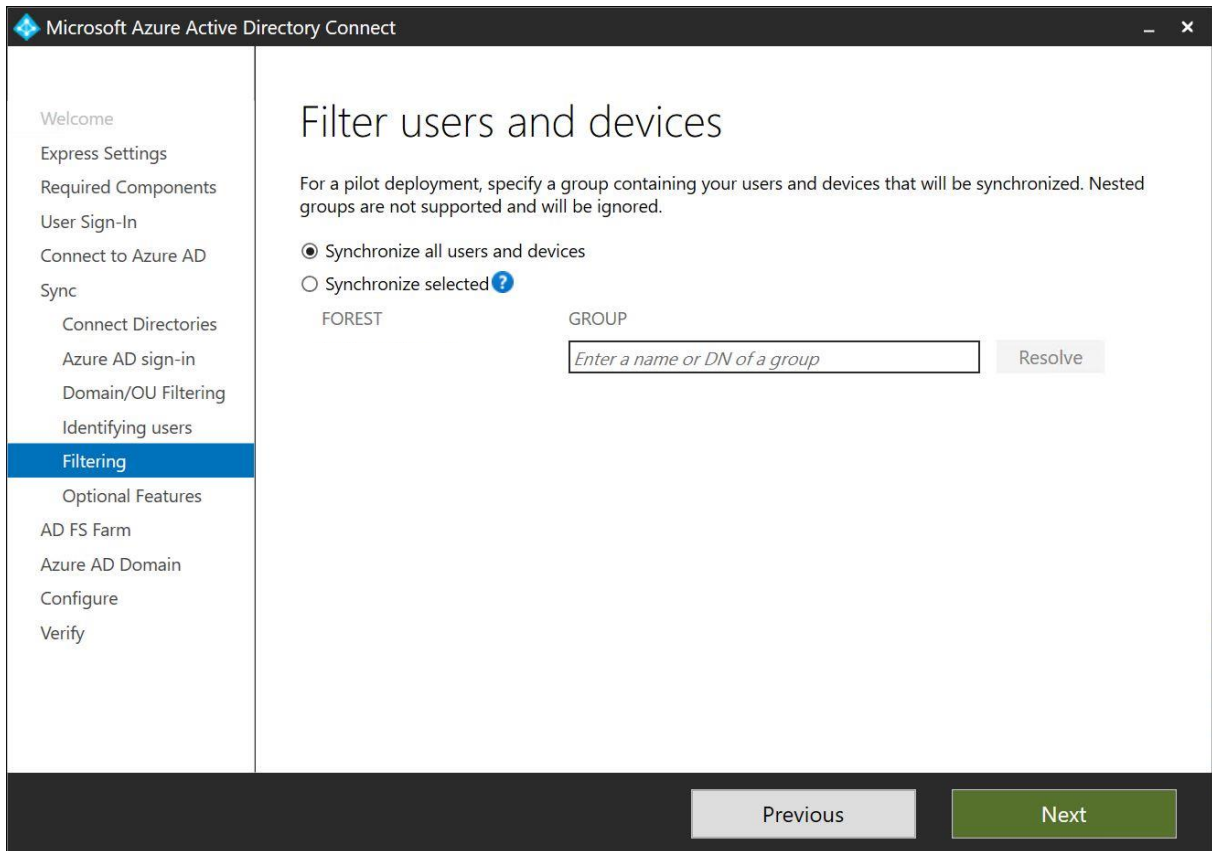 Microsoft Azure Active Directory Connect
Welcome
Express Settings
Required Components
User Sign-In
Connect to Azure AD
Sync
Connect Directories
Azure AD sign-in
Domain/OU Filtering
Identifying users
Filtering
Optional Features
AD FS Farm
Azure AD Domain
Configure
Verify
Filter users and devices
For a pilot deployment, specify a group containing your users and devices that will be synchronized. Nested
groups are not supported and will be ignored.
Synchronize all users and devices
Synchronize selected ?
FOREST GROUP
Enter a name or DN of a group Resolve
Previous Next